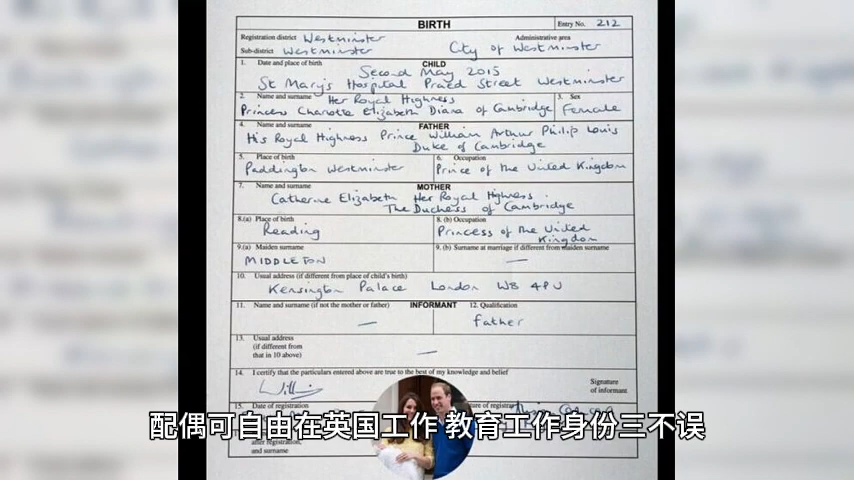 BIRTH
Entry No. 212
Registration district Westminster
Administrative area
Sub-district Westminster
City of Westminster
1. Date and place of birth
CHILD
Second May 2015
St Mary's Hospital Praed Street Westminster
2. Name and surname Her Royal Highness
3. Sex
Princess Charlotte Elizabeth Diana of Cambridge
Female
4. Name and surname
FATHER
His Royal Highness Prince William Arthur Philip Louis
Duke of Cambridge
5. Place of birth
6. Occupation
Paddington Westminster
Prince of the United Kingdom
7. Name and surname
MOTHER
Catherine Elizabeth Her Royal Highness
The Duchess of Cambridge
8.(a) Place of birth
8. (b) Occupation
Reading
Princess of the United
Kingdom
9.(a) Maiden surname
9. (b) Surname at marriage if different from maiden surname
MIDDLETON
10. Usual address (if different from place of child's birth)
Kensington Palace London W8 4PU
11. Name and surname (if not the mother or father)
INFORMANT
12. Qualification
Father
13. Usual address
(if different from
that in 10 above)
14. I certify that the particulars entered above are true to the best of my knowledge and belief
Signature
of informant
15. Date of registration
配偶可自由在英国工作 教育工作身份三不误
after registration,
and surname